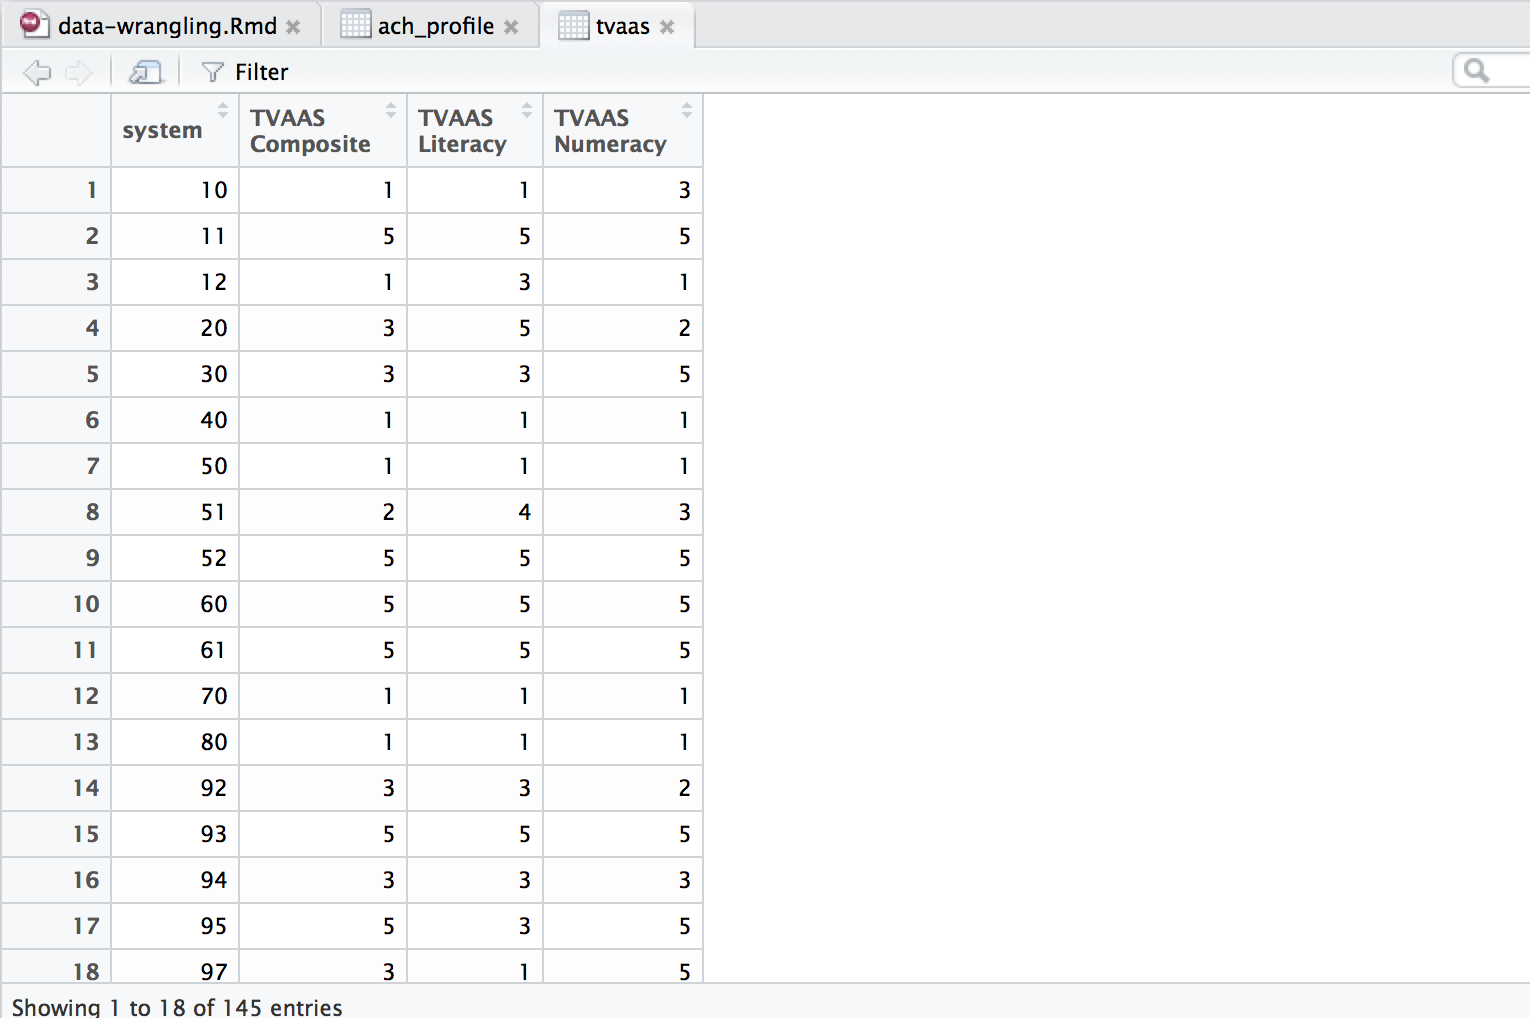 data-wrangling.Rmd ach_profile tvaas
Filter
system TVAAS Composite TVAAS Literacy TVAAS Numeracy
1 10 1 1 3
2 11 5 5 5
3 12 1 3 1
4 20 3 5 2
5 30 3 3 5
6 40 1 1 1
7 50 1 1 1
8 51 2 4 3
9 52 5 5 5
10 60 5 5 5
11 61 5 5 5
12 70 1 1 1
13 80 1 1 1
14 92 3 3 2
15 93 5 5 5
16 94 3 3 3
17 95 5 3 5
18 97 3 1 5
Showing 1 to 18 of 145 entries